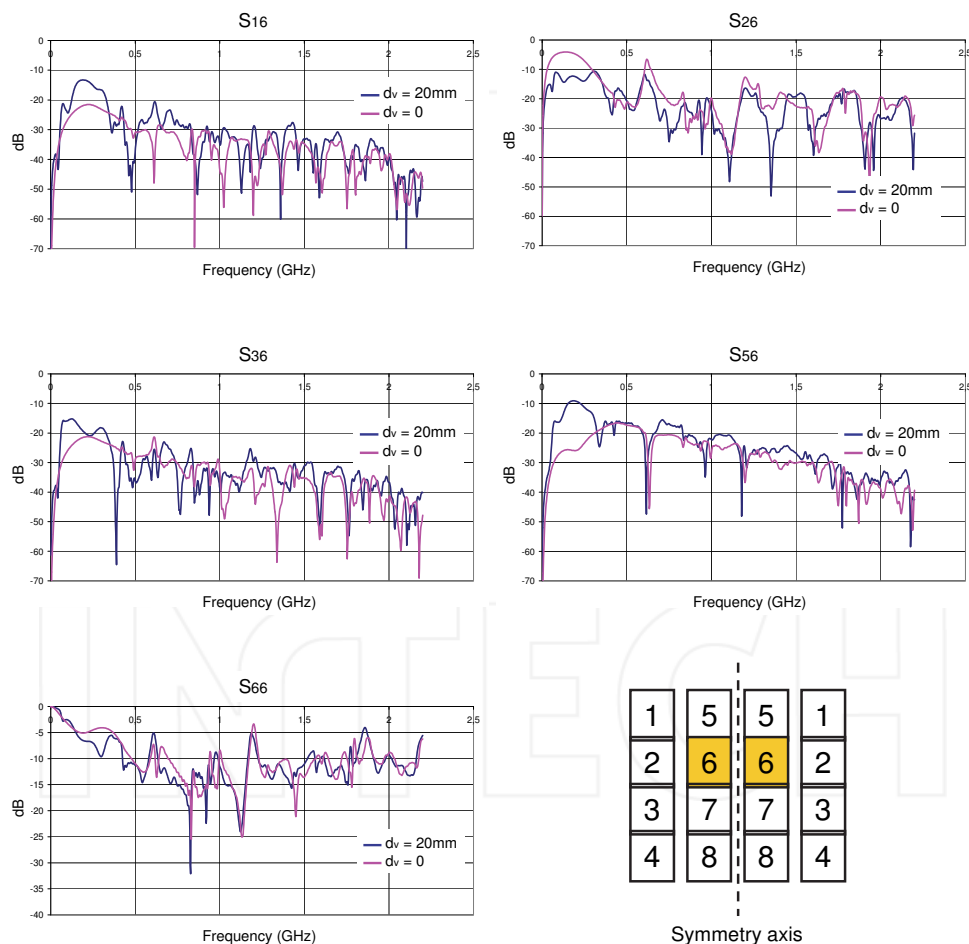 S16
0
-10
-20
-30
-40
-50
-60
-70
0 0.5 1 1.5 2 2.5
dB
dv = 20mm
dv = 0
Frequency (GHz)
S26
0
-10
-20
-30
-40
-50
-60
-70
0 0.5 1 1.5 2 2.5
dB
dv = 20mm
dv = 0
Frequency (GHz)
S36
0
-10
-20
-30
-40
-50
-60
-70
0 0.5 1 1.5 2 2.5
dB
dv = 20mm
dv = 0
Frequency (GHz)
S56
0
-10
-20
-30
-40
-50
-60
-70
0 0.5 1 1.5 2 2.5
dB
dv = 20mm
dv = 0
Frequency (GHz)
INTECH
S66
0
-5
-10
-15
-20
-25
-30
-35
-40
0 0.5 1 1.5 2 2.5
dB
dv = 20mm
dv = 0
Frequency (GHz)
1 5 5 1
2 6 6 2
3 7 7 3
4 8 8 4
Symmetry axis